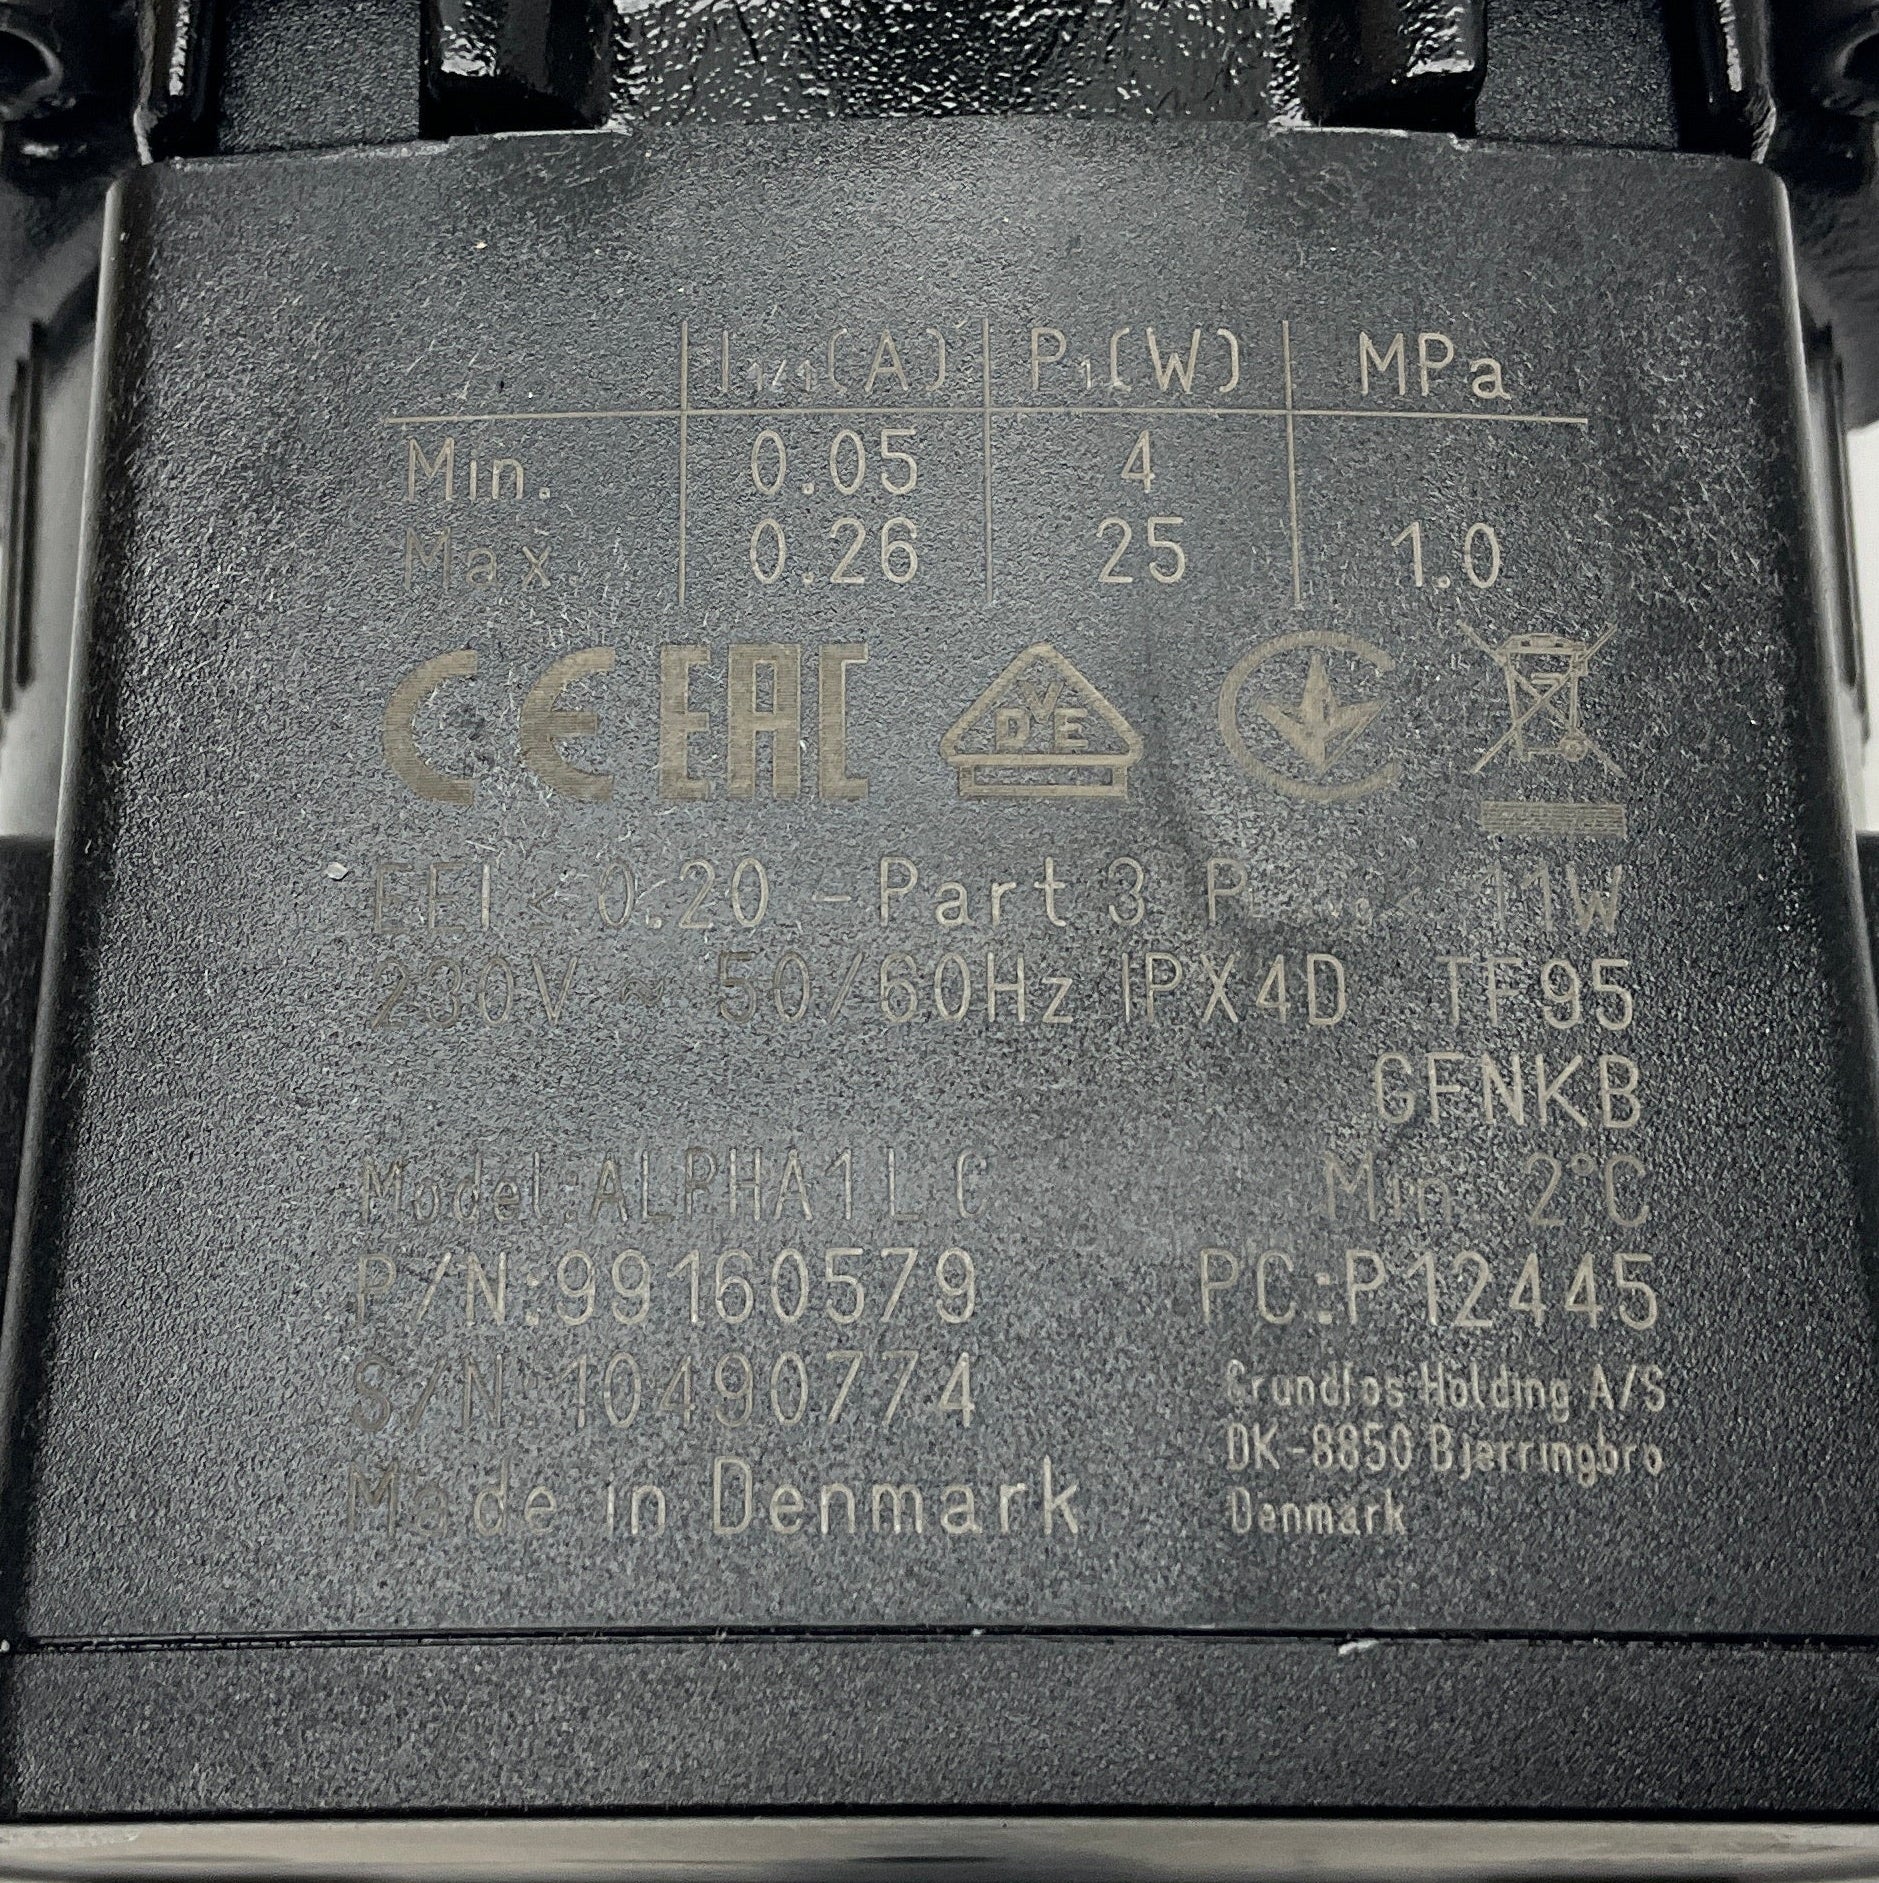 I1/1(A) P1(W) MPa
Min. 0.05 4
Max. 0.26 25 1.0
CE EAC VDE
EEI ≤ 0.20 - Part 3 PL 11W
230V ~ 50/60Hz IPX4D TF95
GFNKB
Model:ALPHA1 L C Min. 2°C
P/N:99160579 PC:P12445
S/N:10490774
Made in Denmark
Grundfos Holding A/S
DK-8850 Bjerringbro
Denmark